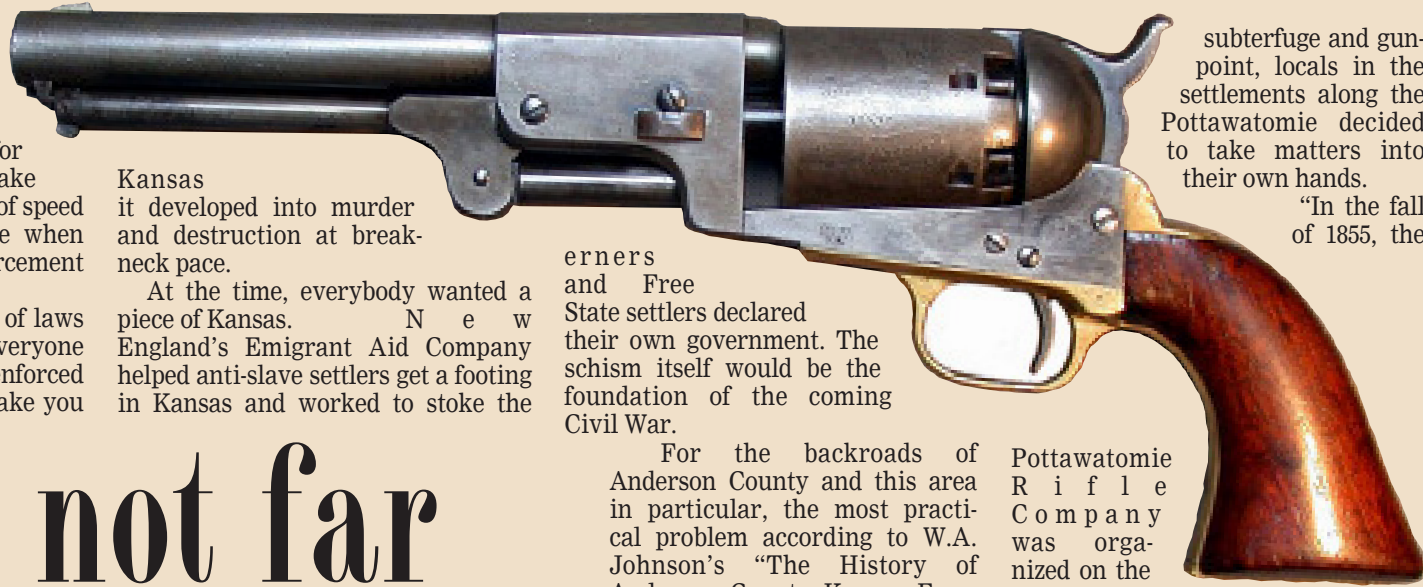 or
ake
of speed
e when
rcement
of laws
veryone
enforced
ake you
Kansas
it developed into murder
and destruction at break-
neck pace.
At the time, everybody wanted a
piece of Kansas. New
England’s Emigrant Aid Company
helped anti-slave settlers get a footing
in Kansas and worked to stoke the
not far
erners
and Free
State settlers declared
their own government. The
schism itself would be the
foundation of the coming
Civil War.
For the backroads of
Anderson County and this area
in particular, the most practi-
cal problem according to W.A.
Johnson’s “The History of
subterfuge and gun-
point, locals in the
settlements along the
Pottawatomie decided
to take matters into
their own hands.
“In the fall
of 1855, the
Pottawatomie
Rifle
Company
was orga-
nized on the